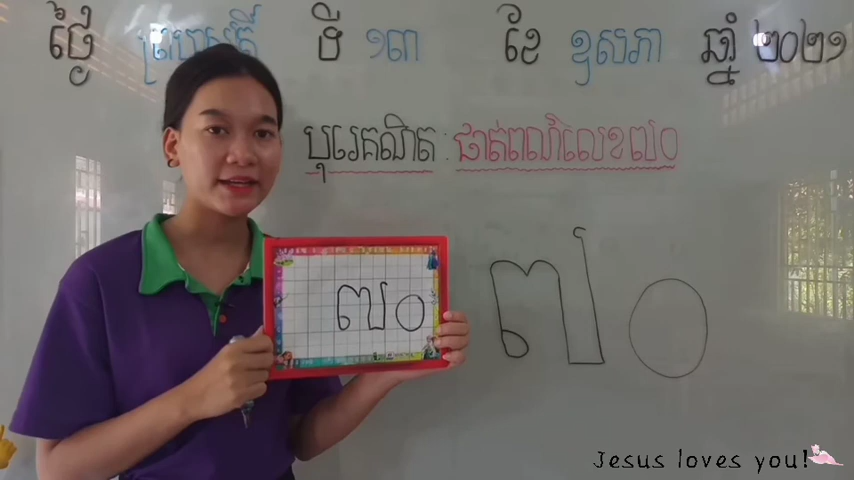 ថ្ងៃ ព្រហស្បតិ៍ ទី ១៣ ខែ ឧសភា ឆ្នាំ ២០២១
បុរេគណិត : ផាត់ពណ៌លេខ៧០
៧០
៧០
Jesus loves you!